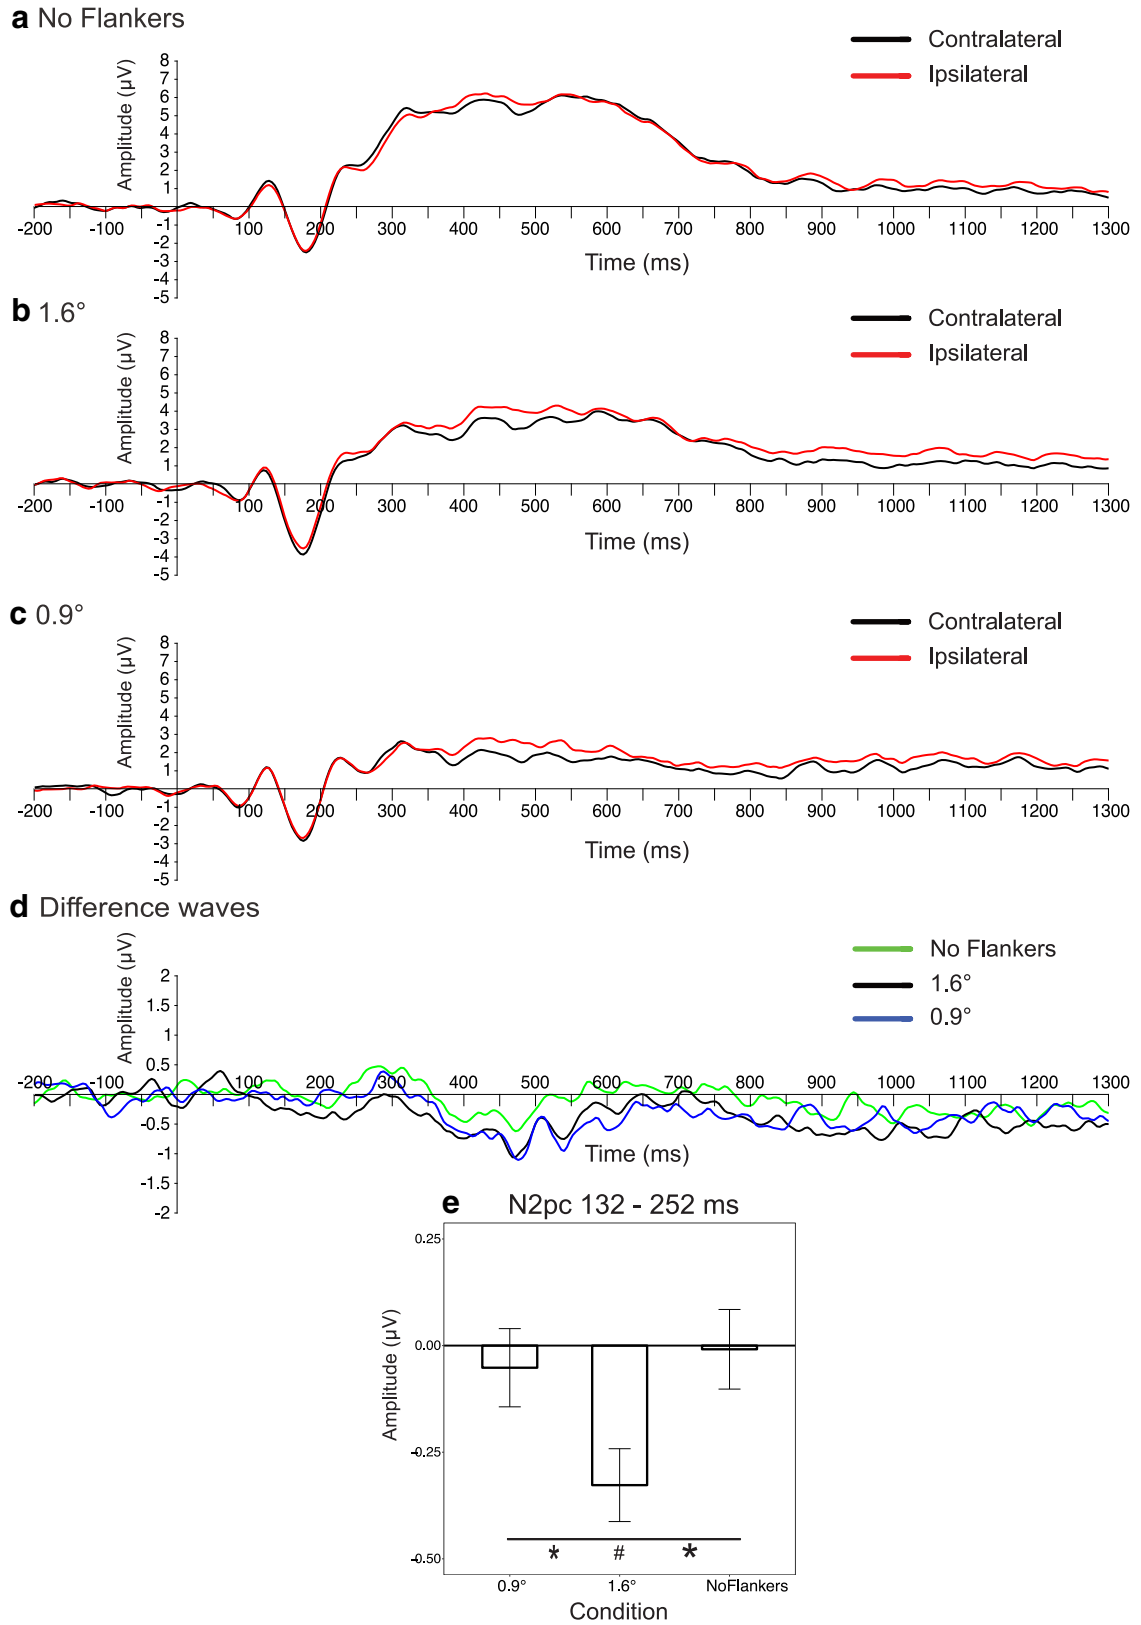 a No Flankers
Contralateral
Ipsilateral
Amplitude (µV)
8
7
6
5
4
3
2
1
-1
-2
-3
-4
-5
-200 -100 100 200 300 400 500 600 700 800 900 1000 1100 1200 1300
Time (ms)
b 1.6°
Contralateral
Ipsilateral
Amplitude (µV)
8
7
6
5
4
3
2
1
-1
-2
-3
-4
-5
-200 -100 100 200 300 400 500 600 700 800 900 1000 1100 1200 1300
Time (ms)
c 0.9°
Contralateral
Ipsilateral
Amplitude (µV)
8
7
6
5
4
3
2
1
-1
-2
-3
-4
-5
-200 -100 100 200 300 400 500 600 700 800 900 1000 1100 1200 1300
Time (ms)
d Difference waves
No Flankers
1.6°
0.9°
Amplitude (µV)
2
1.5
1
0.5
-0.5
-1
-1.5
-2
-200 -100 100 200 300 400 500 600 700 800 900 1000 1100 1200 1300
Time (ms)
e N2pc 132 - 252 ms
Amplitude (µV)
0.25
0.00
-0.25
-0.50
* # *
0.9° 1.6° NoFlankers
Condition